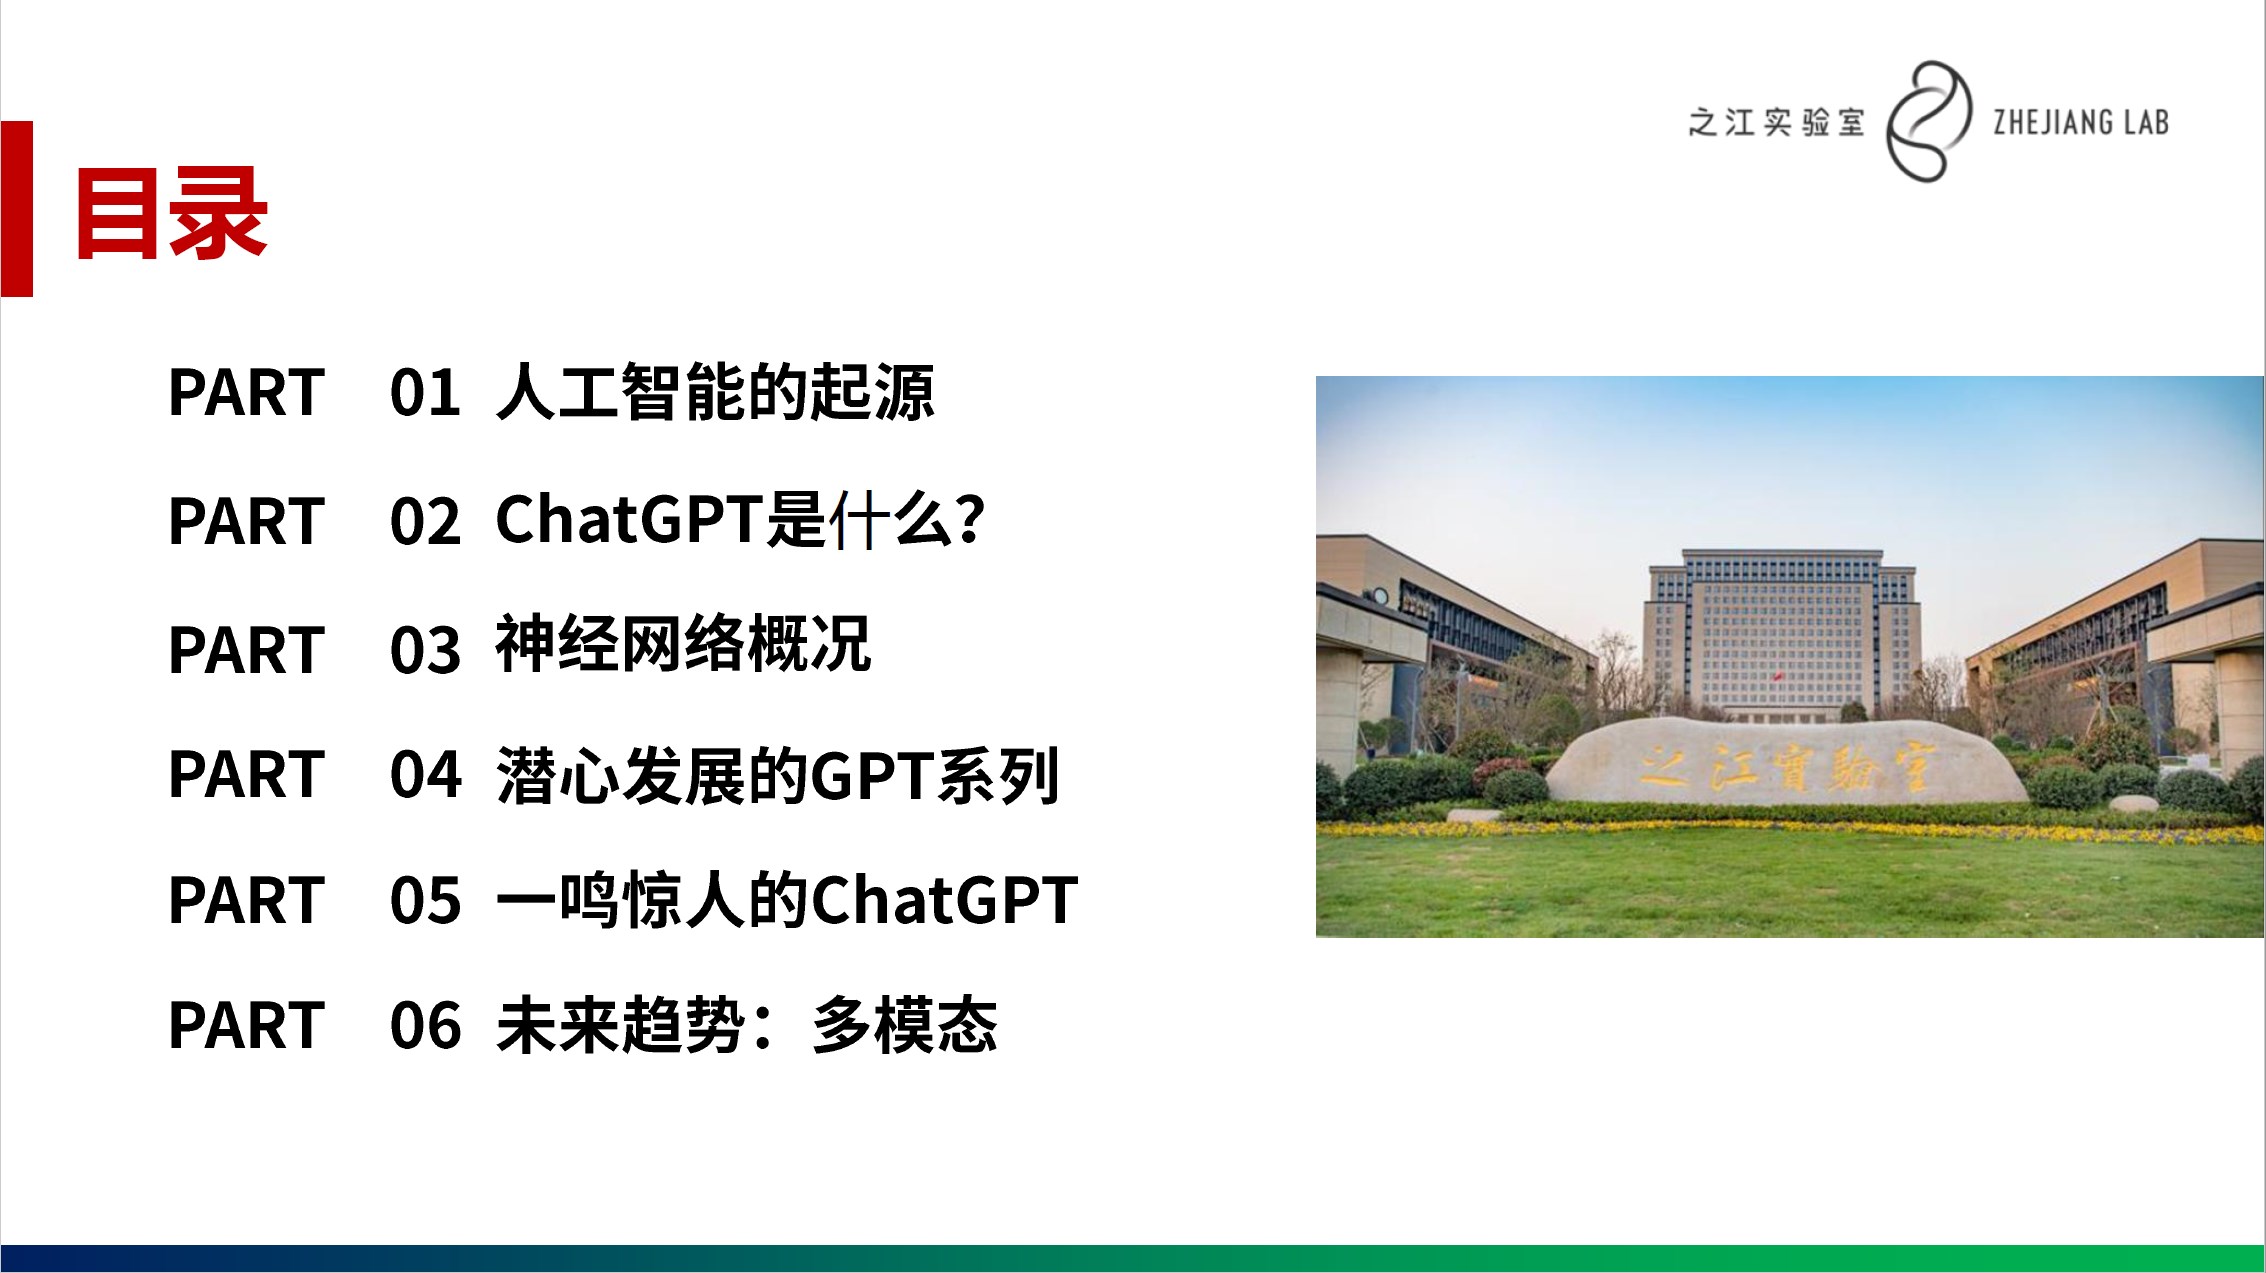 之江实验室 ZHEJIANG LAB
目录
PART 01 人工智能的起源
PART 02 ChatGPT是什么?
PART 03 神经网络概况
PART 04 潜心发展的GPT系列
PART 05 一鸣惊人的ChatGPT
PART 06 未来趋势：多模态
之江實驗室